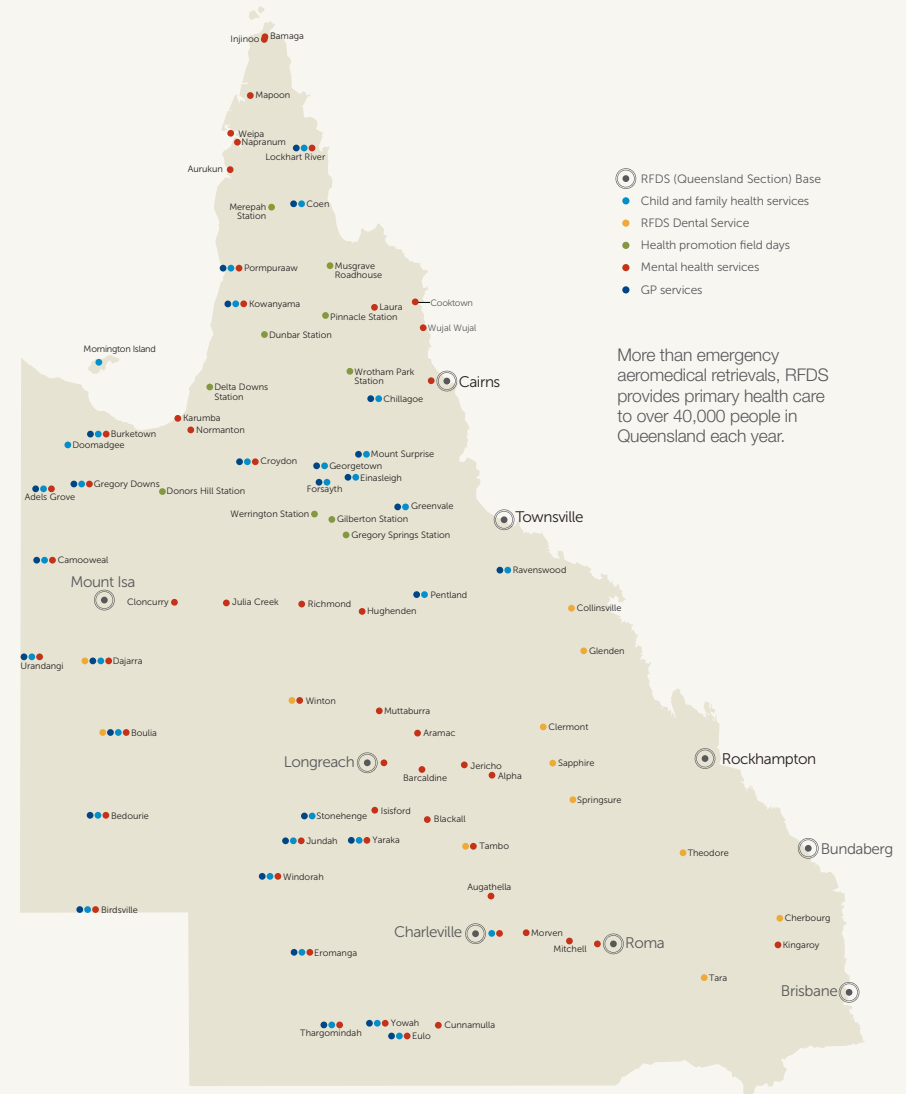 Injinoo
Bamaga
Mapoon
Weipa
Napranum
Lockhart River
Aurukun
Merepah
Station
Coen
Pormpuraaw
Musgrave
Roadhouse
Kowanyama
Laura
Cooktown
Pinnacle Station
Wujal Wujal
Dunbar Station
Mornington Island
Wrotham Park
Station
Cairns
Delta Downs
Station
Chillagoe
Karumba
Normanton
Burketown
Doomadgee
Mount Surprise
Croydon
Georgetown
Einasleigh
Forsayth
Gregory Downs
Adels Grove
Donors Hill Station
Greenvale
Werrington Station
Gilberton Station
Townsville
Gregory Springs Station
Camooweal
Ravenswood
Mount Isa
Pentland
Cloncurry
Julia Creek
Richmond
Hughenden
Collinsville
Glenden
Urandangi
Dajarra
Winton
Muttaburra
Boulia
Aramac
Clermont
Longreach
Barcaldine
Jericho
Alpha
Sapphire
Rockhampton
Springsure
Bedourie
Stonehenge
Isisford
Blackall
Jundah
Yaraka
Tambo
Theodore
Bundaberg
Windorah
Augathella
Birdsville
Cherbourg
Charleville
Morven
Mitchell
Roma
Kingaroy
Eromanga
Tara
Brisbane
Thargomindah
Yowah
Eulo
Cunnamulla
RFDS (Queensland Section) Base
Child and family health services
RFDS Dental Service
Health promotion field days
Mental health services
GP services
More than emergency
aeromedical retrievals, RFDS
provides primary health care
to over 40,000 people in
Queensland each year.